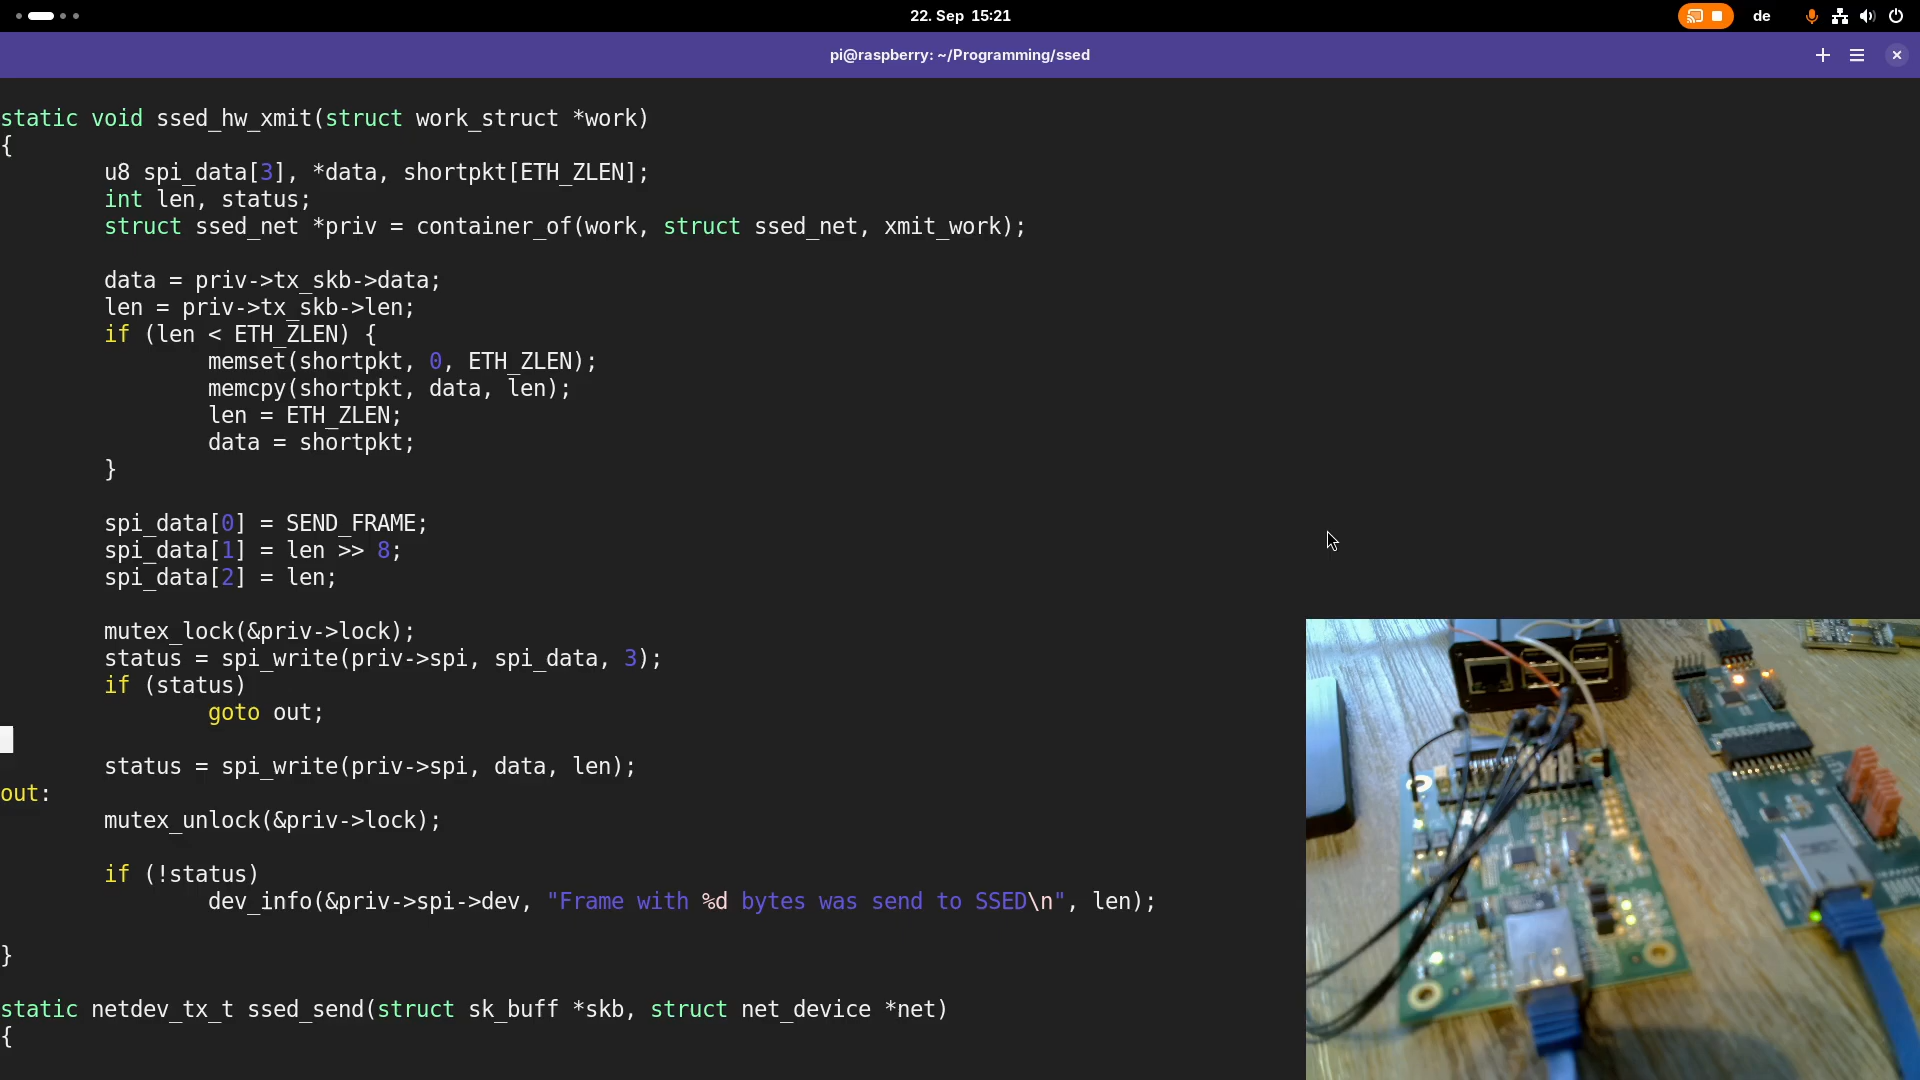 22. Sep 15:21
de
pi@raspberry: ~/Programming/ssed
static void ssed_hw_xmit(struct work_struct *work)
{
        u8 spi_data[3], *data, shortpkt[ETH_ZLEN];
        int len, status;
        struct ssed_net *priv = container_of(work, struct ssed_net, xmit_work);
        data = priv->tx_skb->data;
        len = priv->tx_skb->len;
        if (len < ETH_ZLEN) {
                memset(shortpkt, 0, ETH_ZLEN);
                memcpy(shortpkt, data, len);
                len = ETH_ZLEN;
                data = shortpkt;
        }
        spi_data[0] = SEND_FRAME;
        spi_data[1] = len >> 8;
        spi_data[2] = len;
        mutex_lock(&priv->lock);
        status = spi_write(priv->spi, spi_data, 3);
        if (status)
                goto out;
        status = spi_write(priv->spi, data, len);
out:
        mutex_unlock(&priv->lock);
        if (!status)
                dev_info(&priv->spi->dev, "Frame with %d bytes was send to SSED\n", len);
}
static netdev_tx_t ssed_send(struct sk_buff *skb, struct net_device *net)
{